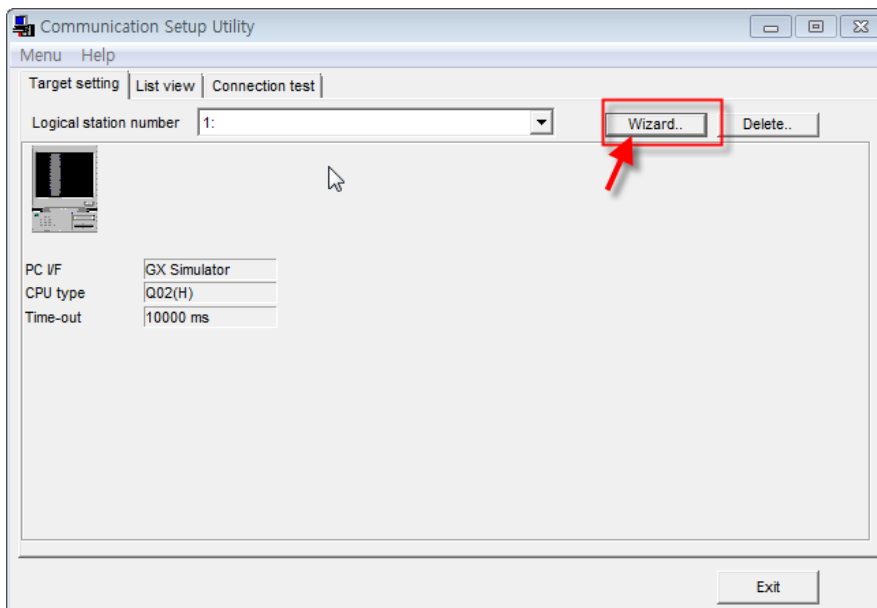 Communication Setup Utility
Menu Help
Target setting List view Connection test
Logical station number 1: Wizard.. Delete..
PC I/F GX Simulator
CPU type Q02(H)
Time-out 10000 ms
Exit